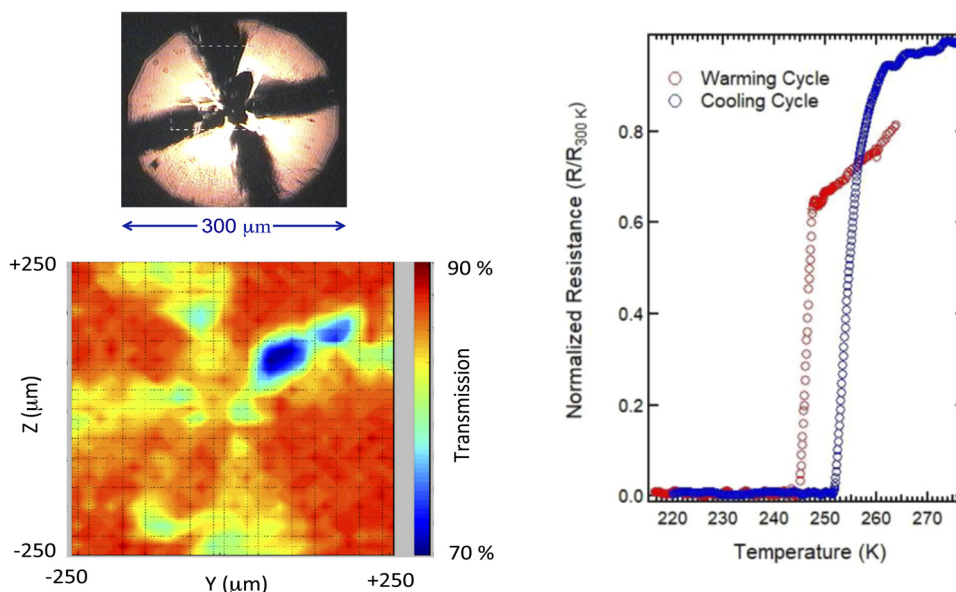 300 μm
+250
90 %
Z (μm)
Transmission
-250
70 %
-250
Y (μm)
+250
Warming Cycle
Cooling Cycle
Normalized Resistance (R/R300 K)
0.8
0.6
0.4
0.2
0.0
220
230
240
250
260
270
Temperature (K)